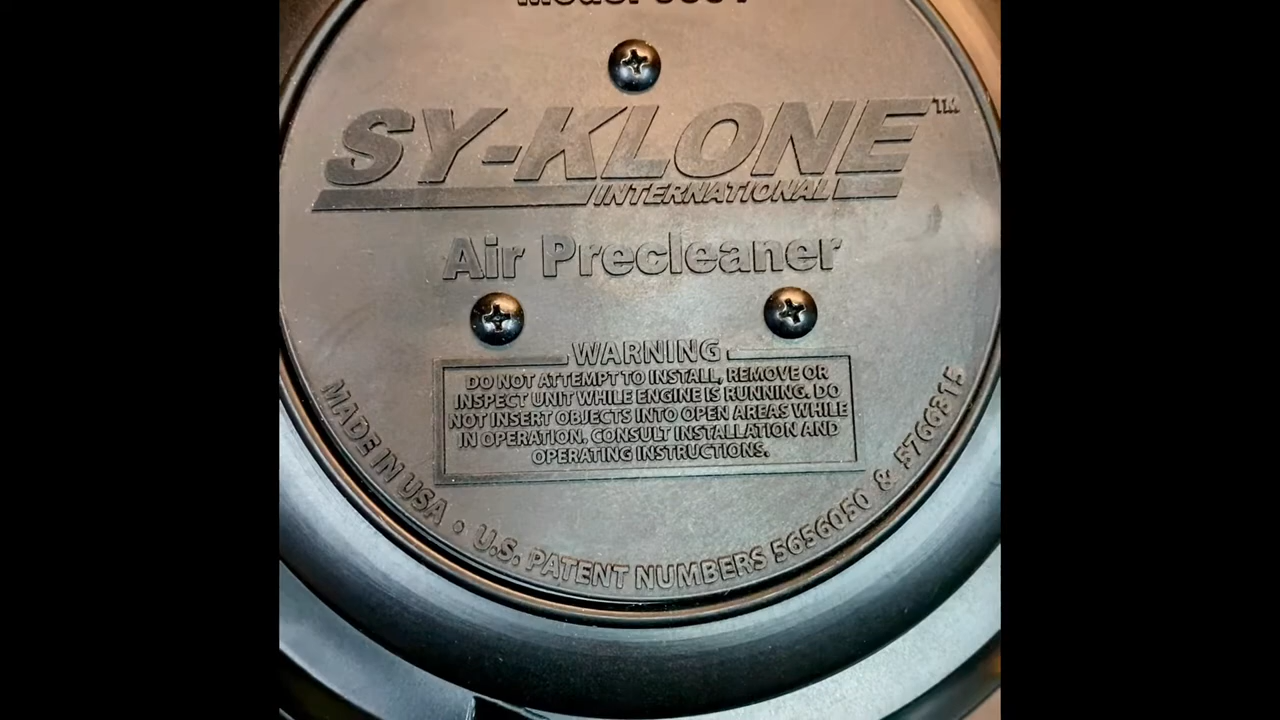 Model
SY-KLONE™
INTERNATIONAL
Air Precleaner
WARNING
DO NOT ATTEMPT TO INSTALL, REMOVE OR
INSPECT UNIT WHILE ENGINE IS RUNNING. DO
NOT INSERT OBJECTS INTO OPEN AREAS WHILE
IN OPERATION. CONSULT INSTALLATION AND
OPERATING INSTRUCTIONS.
MADE IN USA • U.S. PATENT NUMBERS 5656050 & 5766315